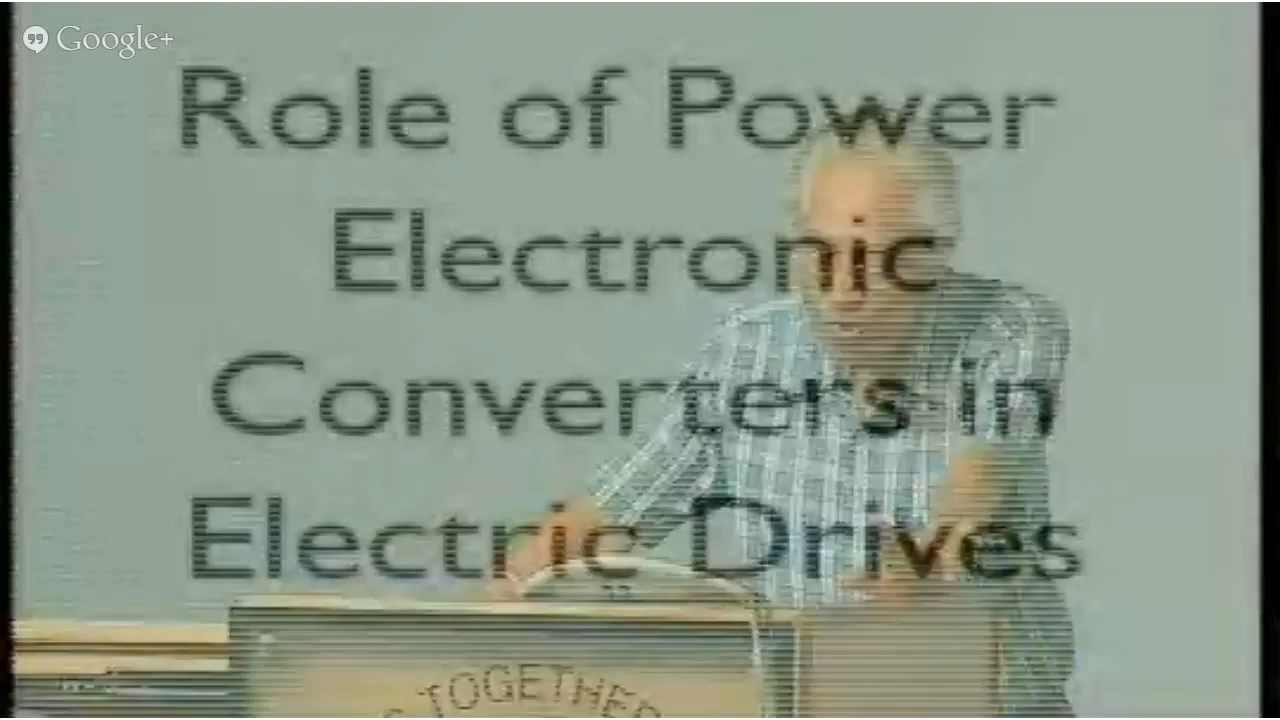 Google+
Role of Power
Electronic
Converters in
Electric Drives
TOGETHER